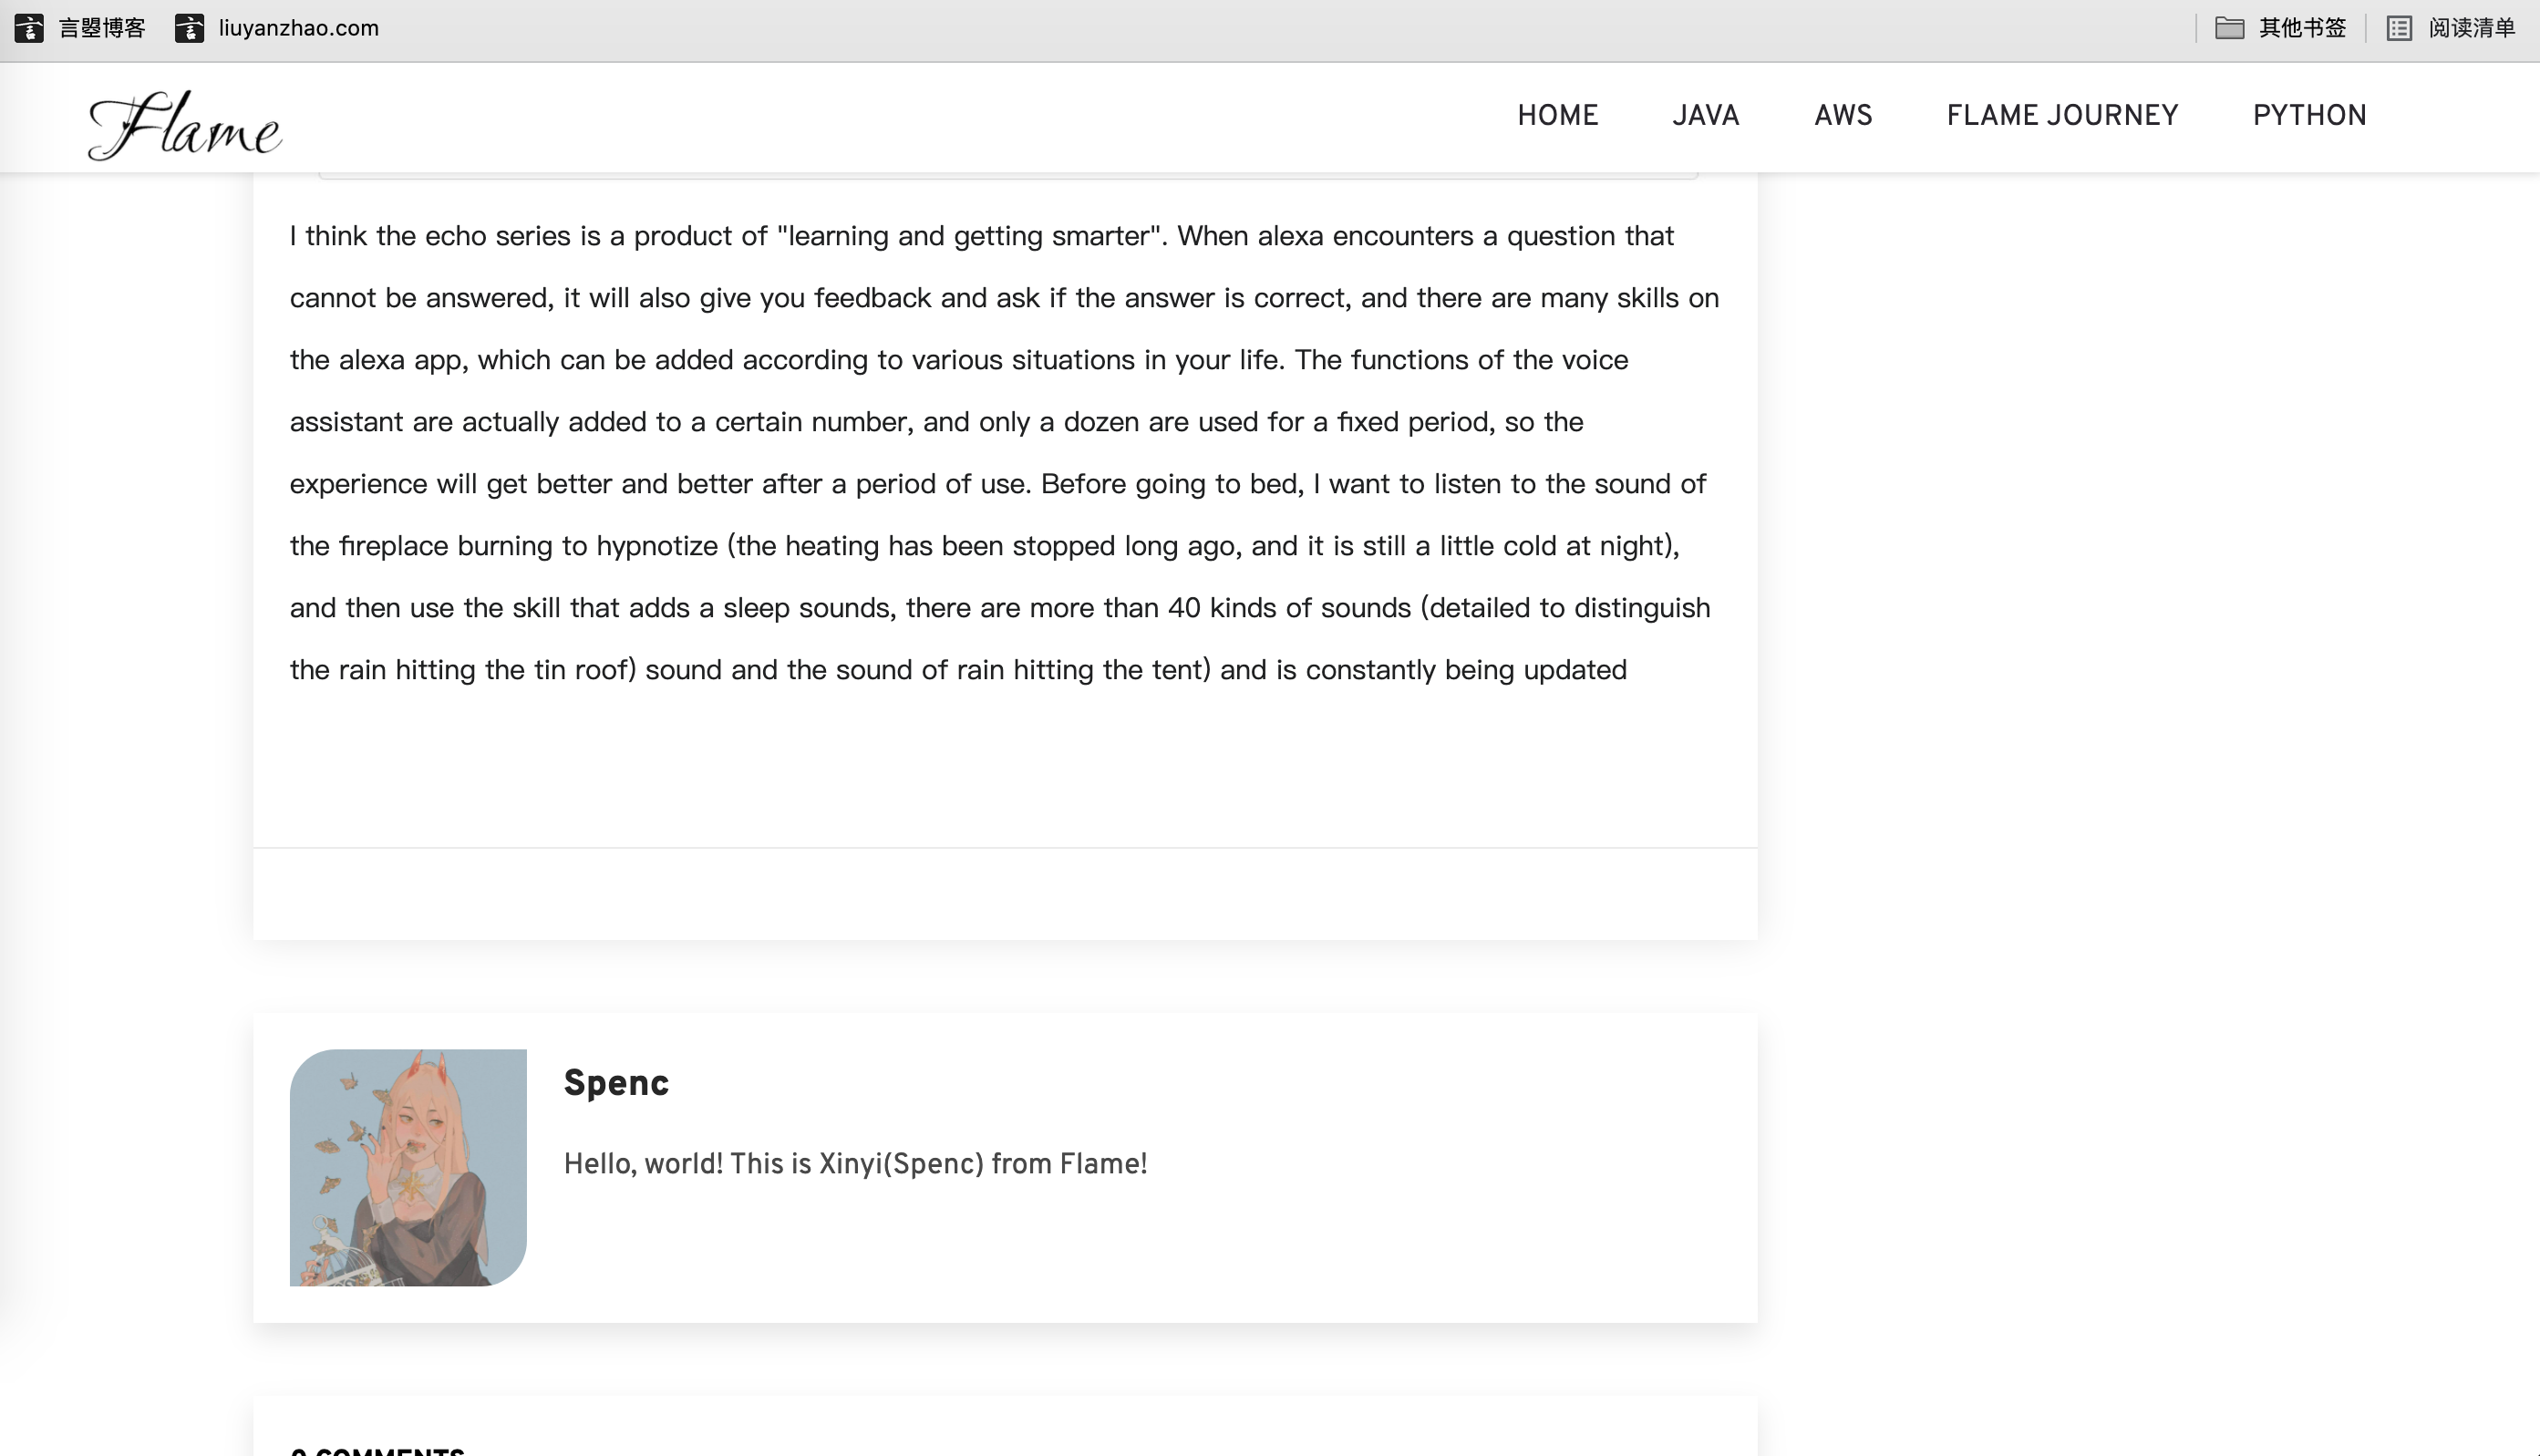 言曌博客 liuyanzhao.com 其他书签 阅读清单
Flame HOME JAVA AWS FLAME JOURNEY PYTHON
I think the echo series is a product of "learning and getting smarter". When alexa encounters a question that
cannot be answered, it will also give you feedback and ask if the answer is correct, and there are many skills on
the alexa app, which can be added according to various situations in your life. The functions of the voice
assistant are actually added to a certain number, and only a dozen are used for a fixed period, so the
experience will get better and better after a period of use. Before going to bed, I want to listen to the sound of
the fireplace burning to hypnotize (the heating has been stopped long ago, and it is still a little cold at night),
and then use the skill that adds a sleep sounds, there are more than 40 kinds of sounds (detailed to distinguish
the rain hitting the tin roof) sound and the sound of rain hitting the tent) and is constantly being updated
Spenc
Hello, world! This is Xinyi(Spenc) from Flame!
0 COMMENTS